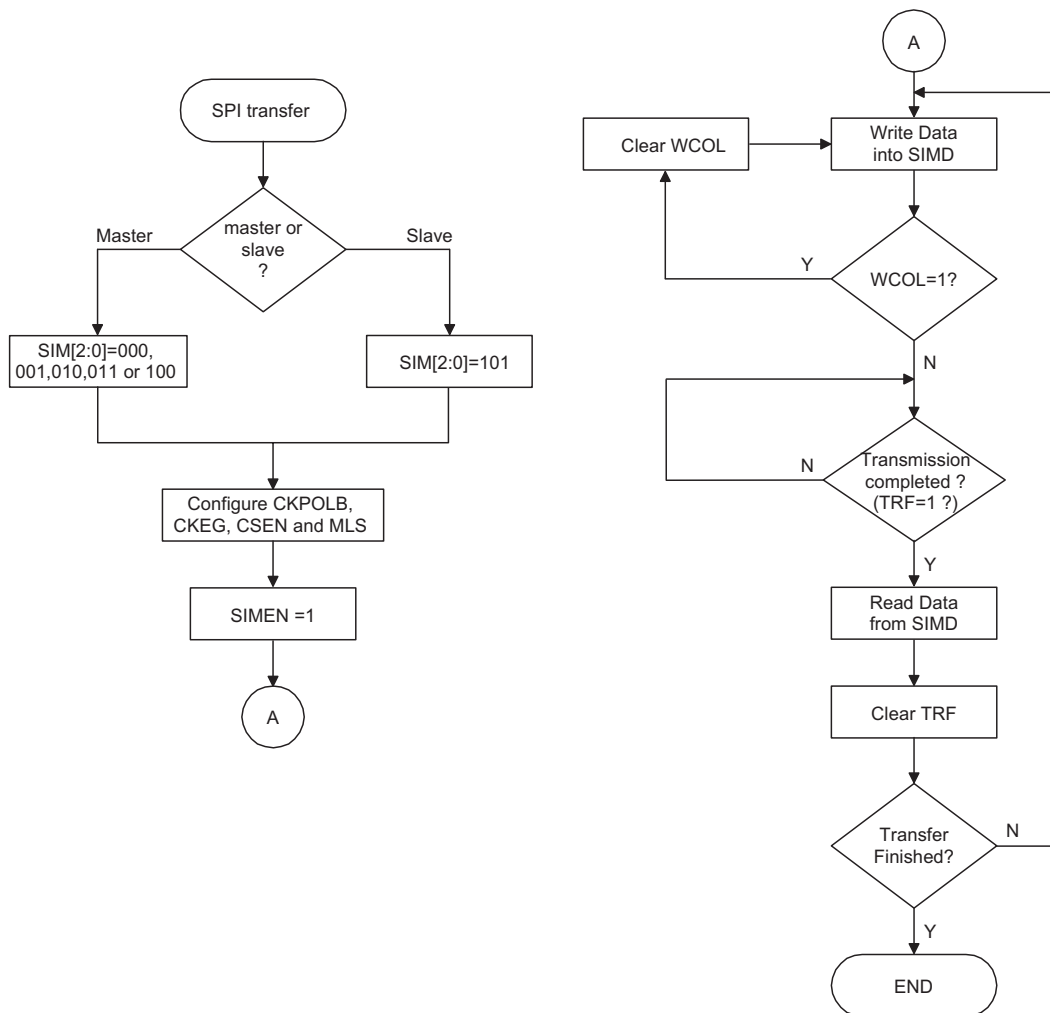 SPI transfer
master or
slave
?
Master
Slave
SIM[2:0]=000,
001,010,011 or 100
SIM[2:0]=101
Configure CKPOLB,
CKEG, CSEN and MLS
SIMEN =1
A
A
Clear WCOL
Write Data
into SIMD
Y
WCOL=1?
N
N
Transmission
completed ?
(TRF=1 ?)
Y
Read Data
from SIMD
Clear TRF
Transfer
Finished?
N
Y
END